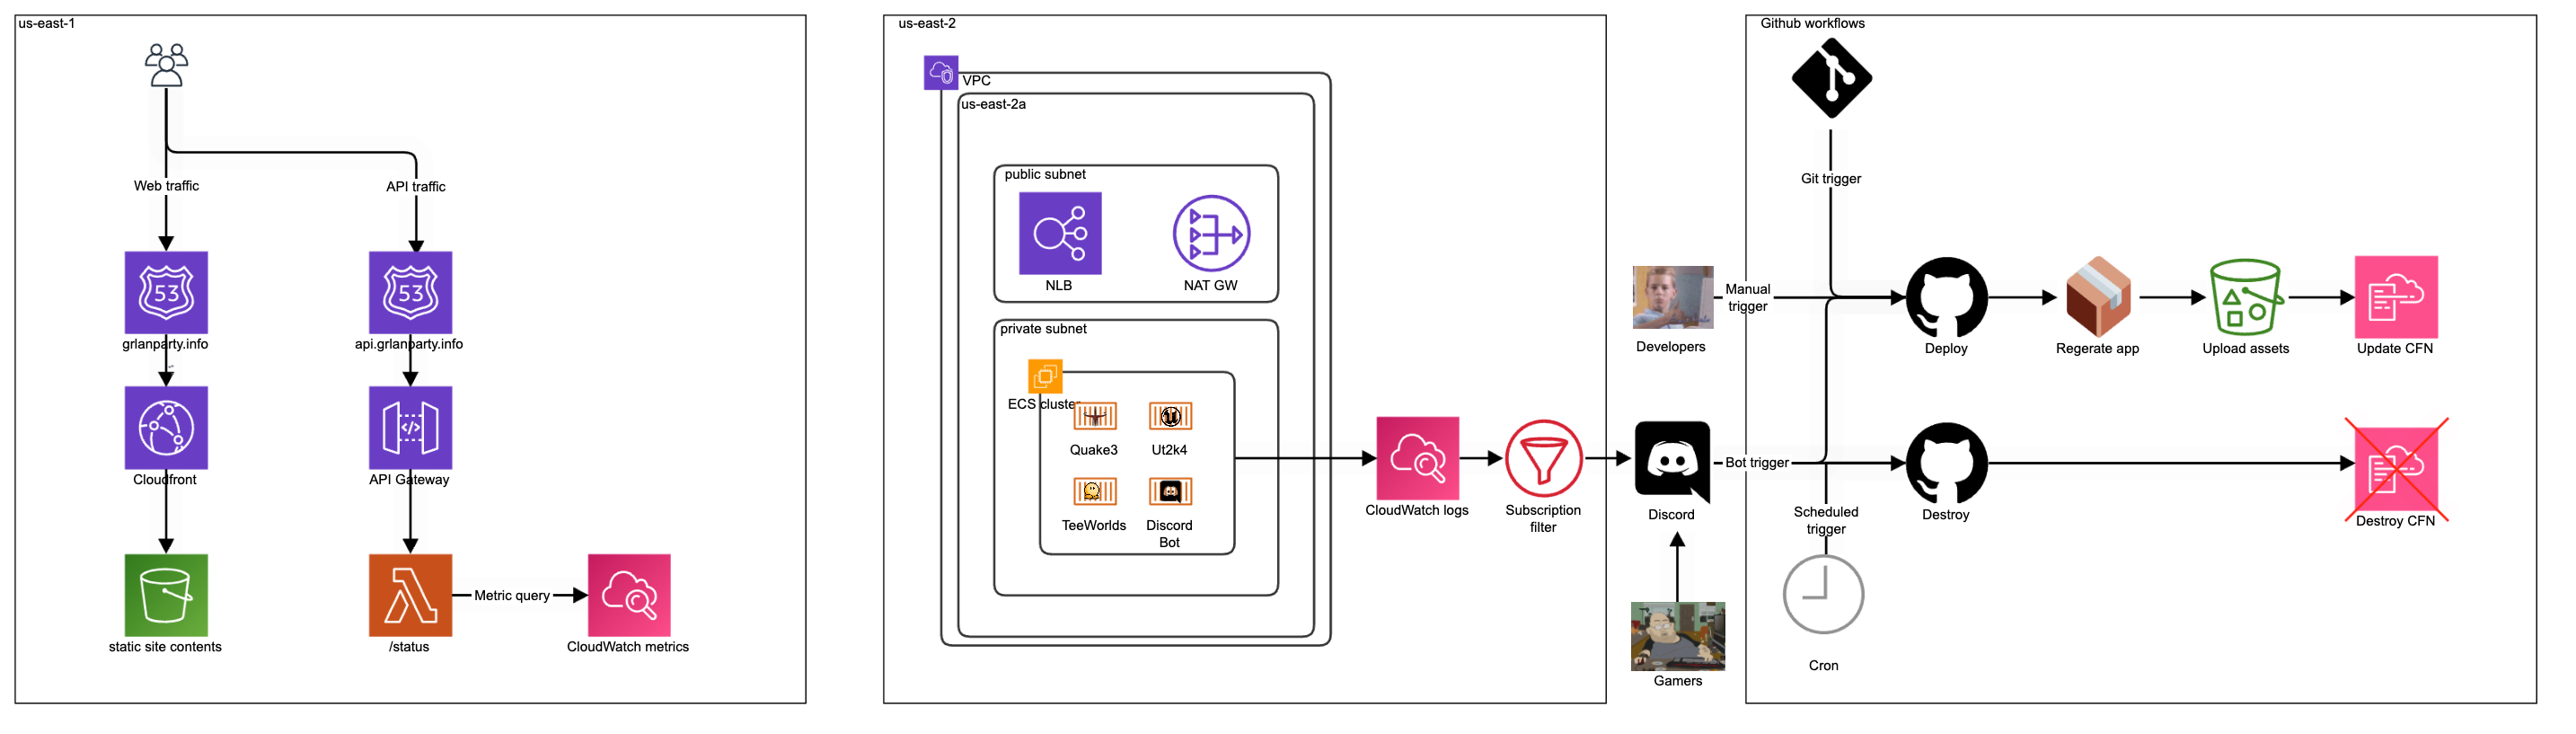 us-east-1
Web traffic
API traffic
53
53
grlanparty.info
api.grlanparty.info
Cloudfront
API Gateway
</>
static site contents
/status
Metric query
CloudWatch metrics
us-east-2
VPC
us-east-2a
public subnet
NLB
NAT GW
private subnet
ECS cluster
Quake3
Ut2k4
TeeWorlds
Discord
Bot
CloudWatch logs
Subscription
filter
Developers
Discord
Gamers
Github workflows
Git trigger
Manual
trigger
Bot trigger
Scheduled
trigger
Cron
Deploy
Regerate app
Upload assets
Update CFN
Destroy
Destroy CFN